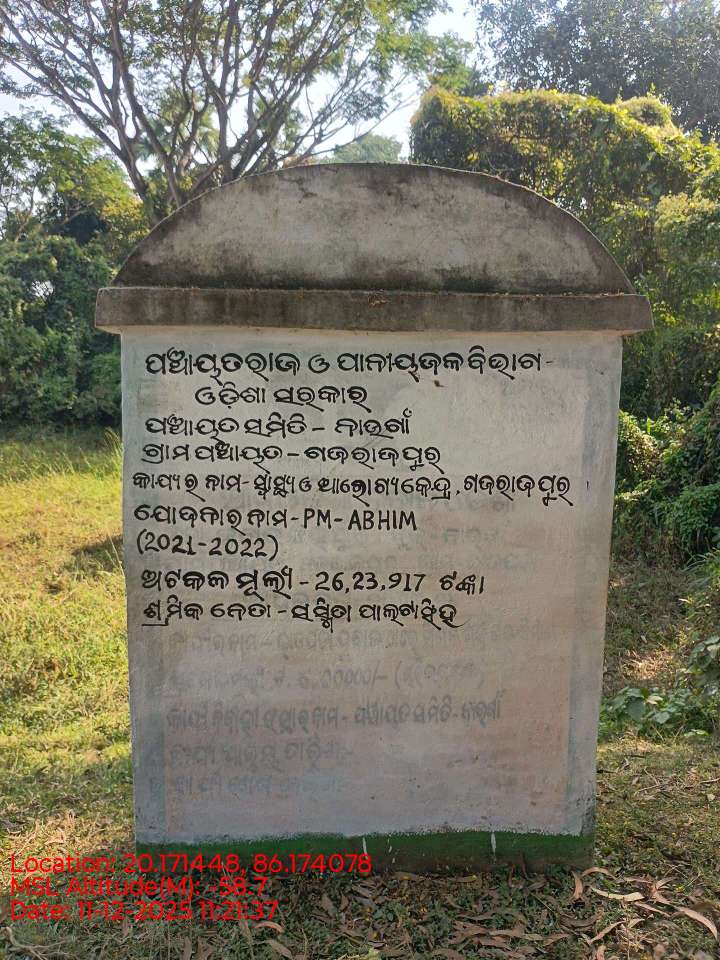 ପଞ୍ଚାୟତରାଜ ଓ ପାନୀୟଜଳ ବିଭାଗ -
ଓଡ଼ିଶା ସରକାର
ପଞ୍ଚାୟତ ସମିତି - ନାଉଗାଁ
ଗ୍ରାମ ପଞ୍ଚାୟତ - ଗଜରାଜପୁର
କାର୍ଯ୍ୟର ନାମ - ସ୍ୱାସ୍ଥ୍ୟ ଓ ଆରୋଗ୍ୟକେନ୍ଦ୍ର, ଗଜରାଜପୁର
ଯୋଜନାର ନାମ - PM - ABHIM
(2021-2022)
ଅଟକଳ ମୂଲ୍ୟ - 26,23,917 ଟଙ୍କା
ଶ୍ରମିକ ନେତା - ସସ୍ମିତା ପାଲଟାସିଂହ
Location: 20.171448, 86.174078
MSL Altitude(M): -58.7
Date: 11-12-2025 11:21:37